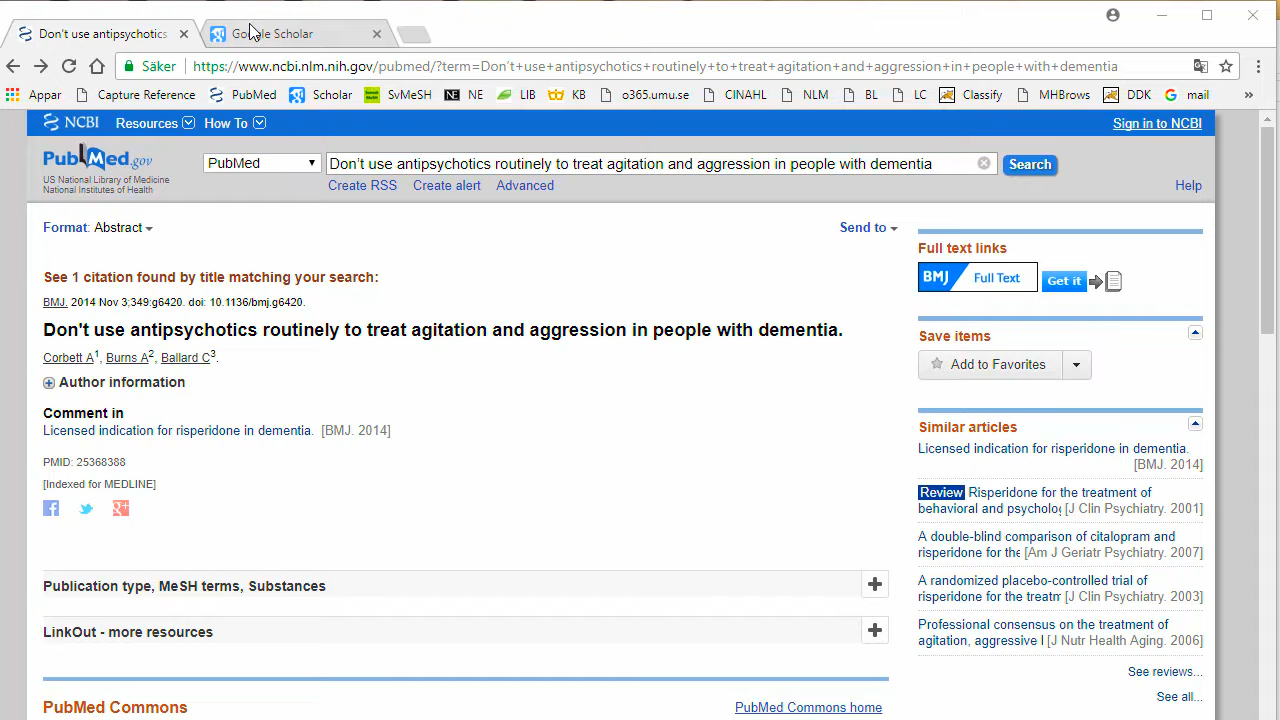 Don't use antipsychotics
Google Scholar
Säker
https://www.ncbi.nlm.nih.gov/pubmed/?term=Don't+use+antipsychotics+routinely+to+treat+agitation+and+aggression+in+people+with+dementia
Appar Capture Reference PubMed Scholar SvMeSH NE NE LIB KB o365.umu.se CINAHL NLM BL LC Classify MHBrows DDK mail »
NCBI Resources How To Sign in to NCBI
PubMed.gov
US National Library of Medicine
National Institutes of Health
PubMed
Don't use antipsychotics routinely to treat agitation and aggression in people with dementia
Search
Create RSS Create alert Advanced Help
Format: Abstract
Send to
See 1 citation found by title matching your search:
BMJ. 2014 Nov 3;349:g6420. doi: 10.1136/bmj.g6420.
Don't use antipsychotics routinely to treat agitation and aggression in people with dementia.
Corbett A1, Burns A2, Ballard C3.
Author information
Comment in
Licensed indication for risperidone in dementia. [BMJ. 2014]
PMID: 25368388
[Indexed for MEDLINE]
Publication type, MeSH terms, Substances
LinkOut - more resources
PubMed Commons
PubMed Commons home
Full text links
BMJ Full Text Get it
Save items
Add to Favorites
Similar articles
Licensed indication for risperidone in dementia.
[BMJ. 2014]
Review Risperidone for the treatment of
behavioral and psycholog [J Clin Psychiatry. 2001]
A double-blind comparison of citalopram and
risperidone for the [Am J Geriatr Psychiatry. 2007]
A randomized placebo-controlled trial of
risperidone for the treatm [J Clin Psychiatry. 2003]
Professional consensus on the treatment of
agitation, aggressive [J Nutr Health Aging. 2006]
See reviews...
See all...